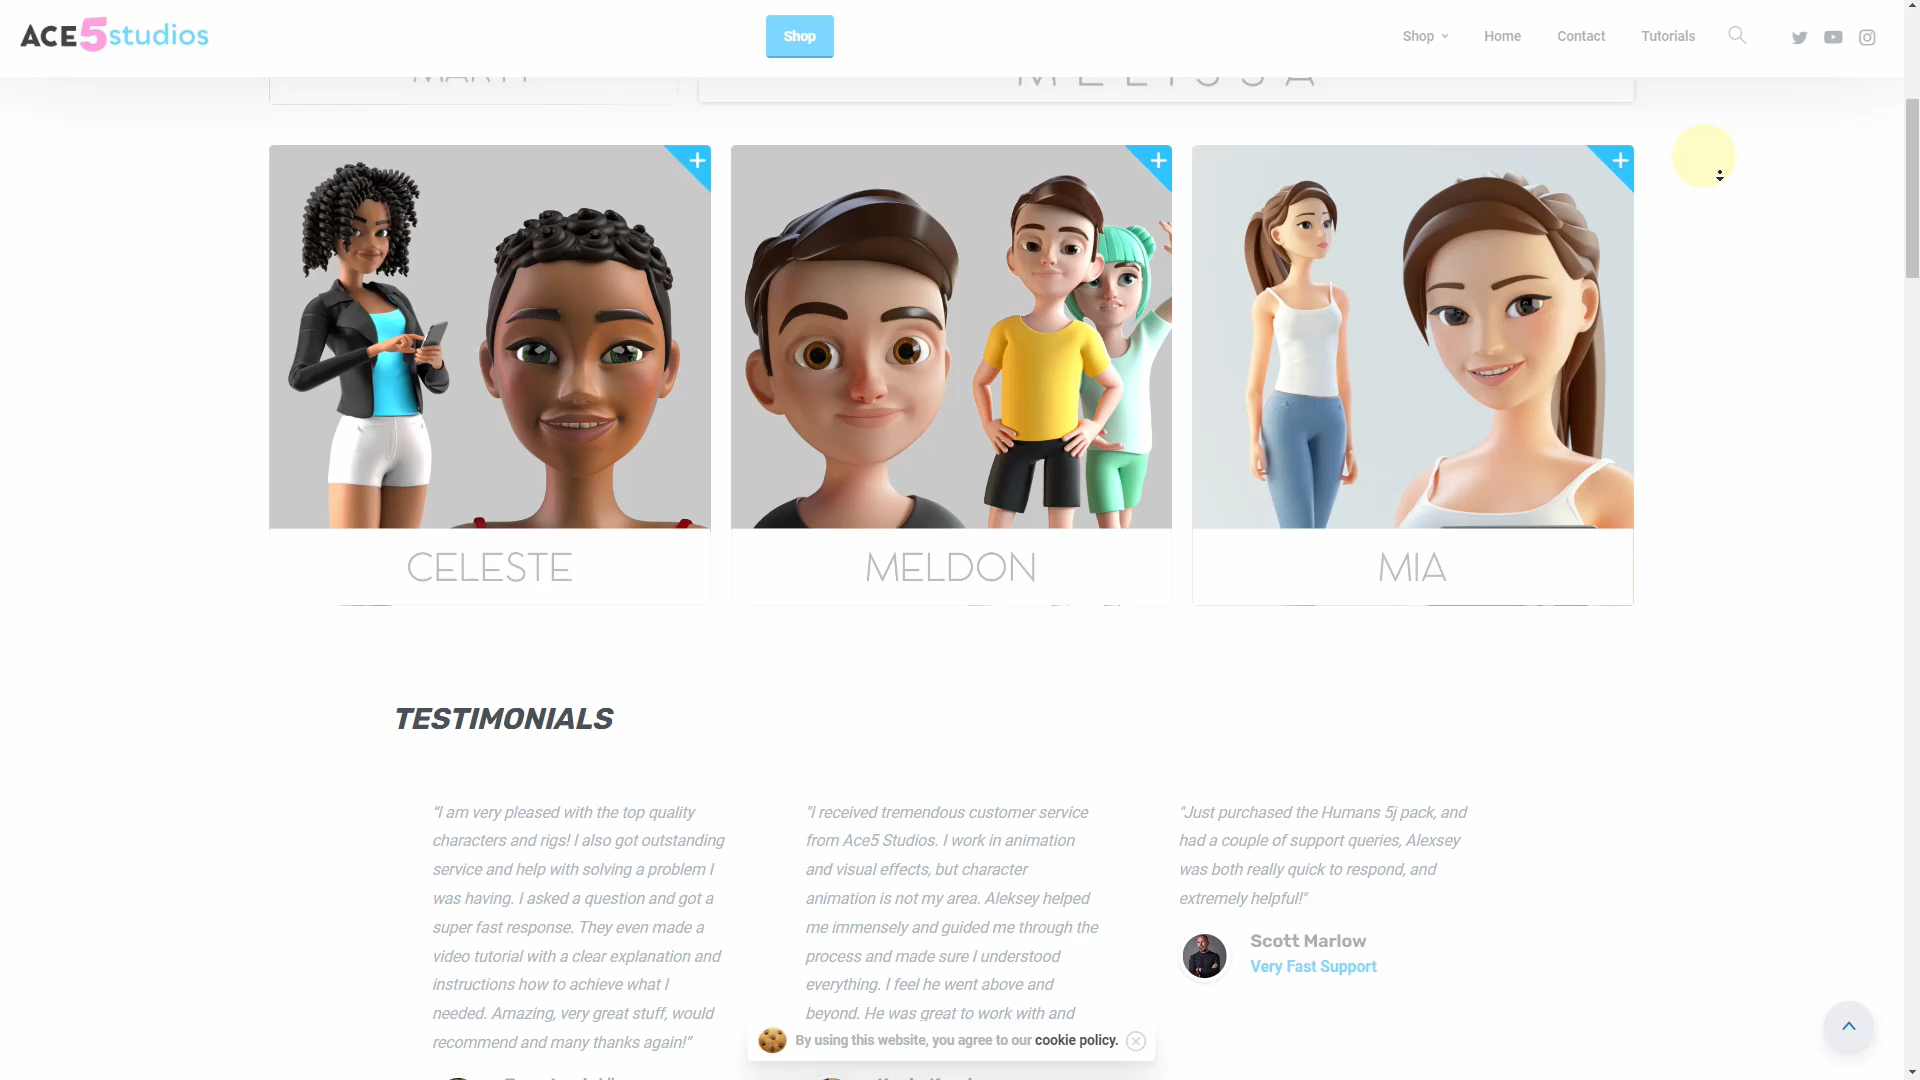 ACE5studios
Shop
Shop
Home
Contact
Tutorials
MARTY
MELISSA
CELESTE
MELDON
MIA
TESTIMONIALS
“I am very pleased with the top quality
characters and rigs! I also got outstanding
service and help with solving a problem I
was having. I asked a question and got a
super fast response. They even made a
video tutorial with a clear explanation and
instructions how to achieve what I
needed. Amazing, very great stuff, would
recommend and many thanks again!”
"I received tremendous customer service
from Ace5 Studios. I work in animation
and visual effects, but character
animation is not my area. Aleksey helped
me immensely and guided me through the
process and made sure I understood
everything. I feel he went above and
beyond. He was great to work with and
"Just purchased the Humans 5j pack, and
had a couple of support queries, Alexsey
was both really quick to respond, and
extremely helpful!"
Scott Marlow
Very Fast Support
By using this website, you agree to our cookie policy.